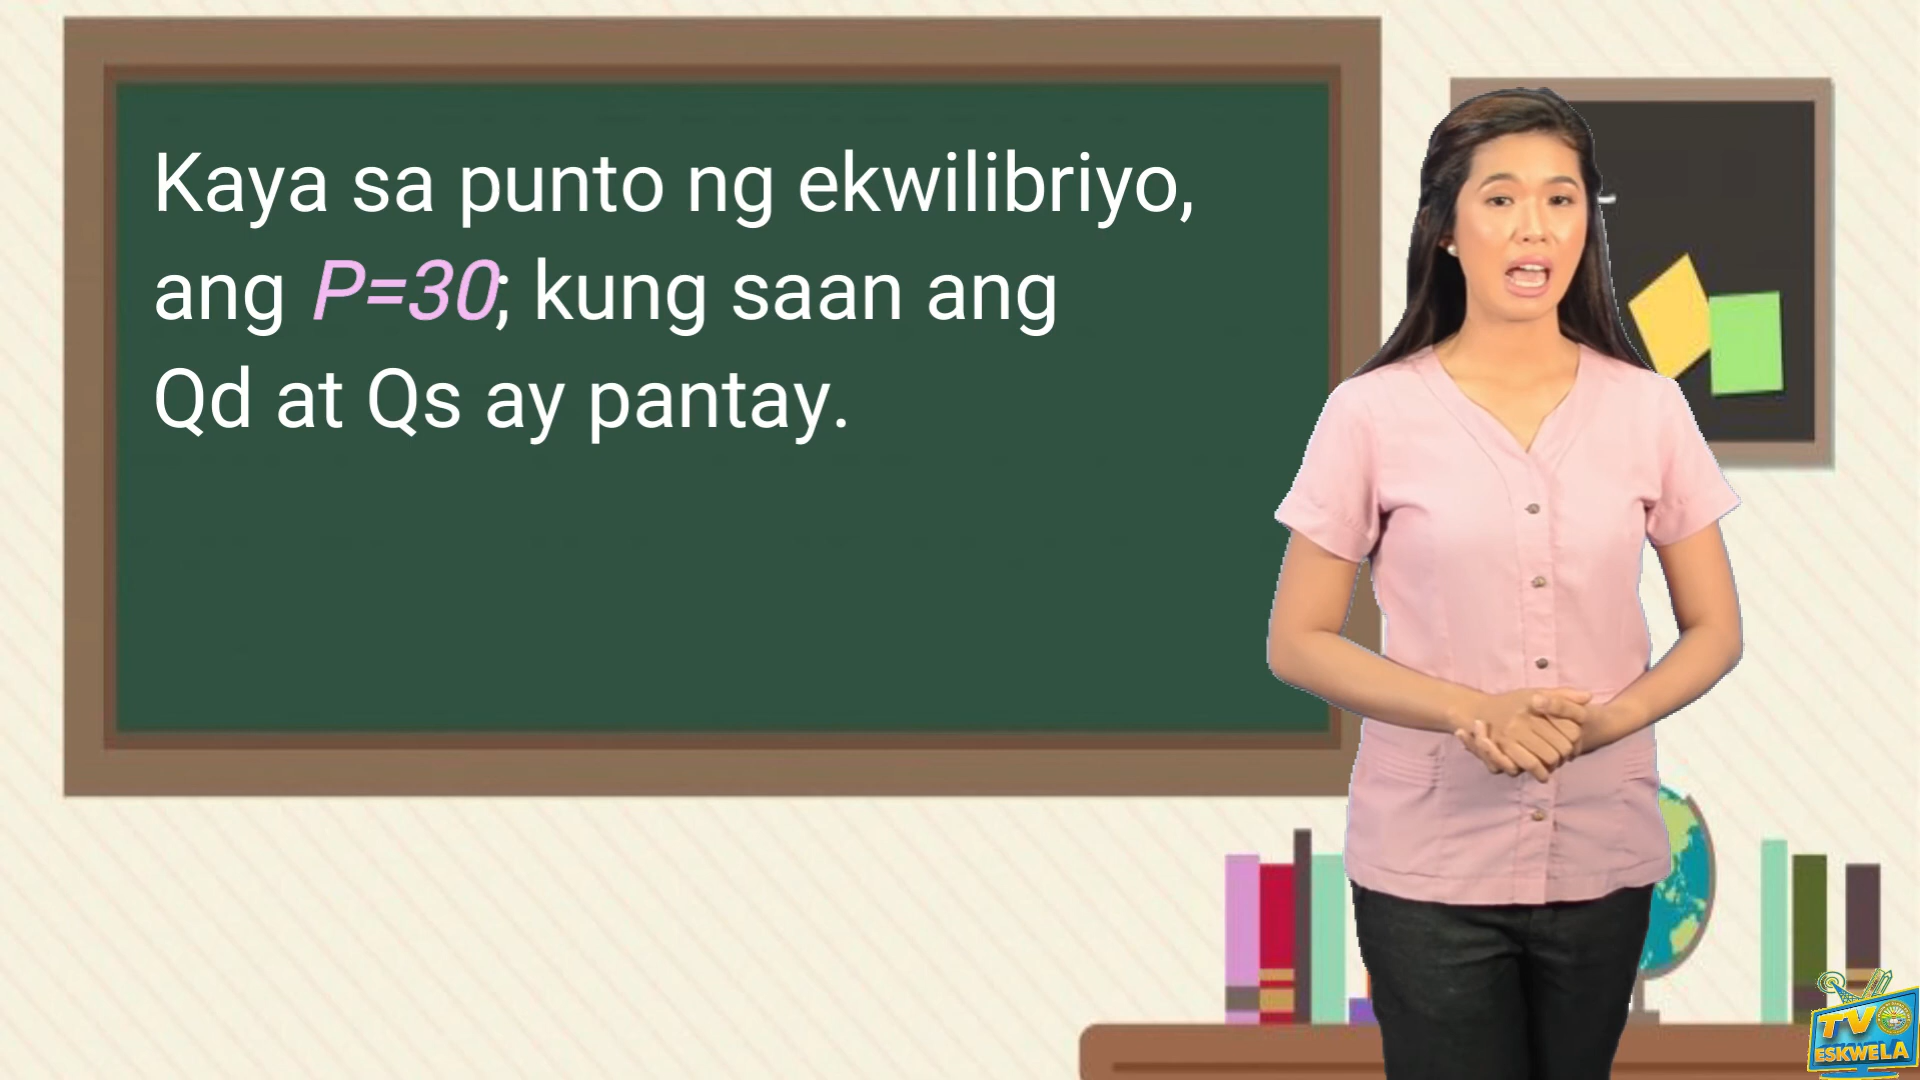 Kaya sa punto ng ekwilibriyo,
ang P=30; kung saan ang
Qd at Qs ay pantay.
TV
ESKWELA